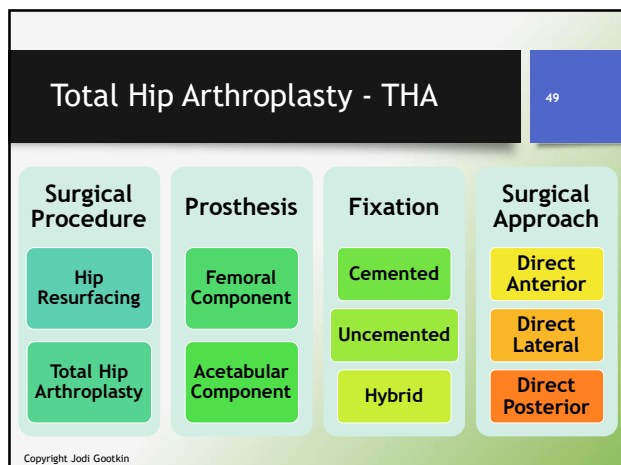 Total Hip Arthroplasty - THA
49
Surgical
Procedure
Hip
Resurfacing
Total Hip
Arthroplasty
Prosthesis
Femoral
Component
Acetabular
Component
Fixation
Cemented
Uncemented
Hybrid
Surgical
Approach
Direct
Anterior
Direct
Lateral
Direct
Posterior
Copyright Jodi Gootkin